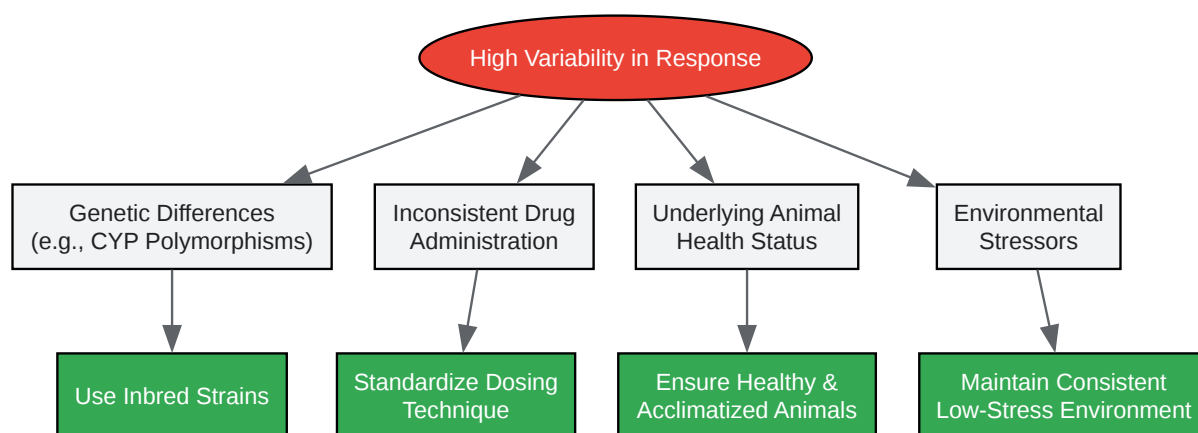 High Variability in Response
Genetic Differences
(e.g., CYP Polymorphisms)
Inconsistent Drug
Administration
Underlying Animal
Health Status
Environmental
Stressors
Use Inbred Strains
Standardize Dosing
Technique
Ensure Healthy &
Acclimatized Animals
Maintain Consistent
Low-Stress Environment